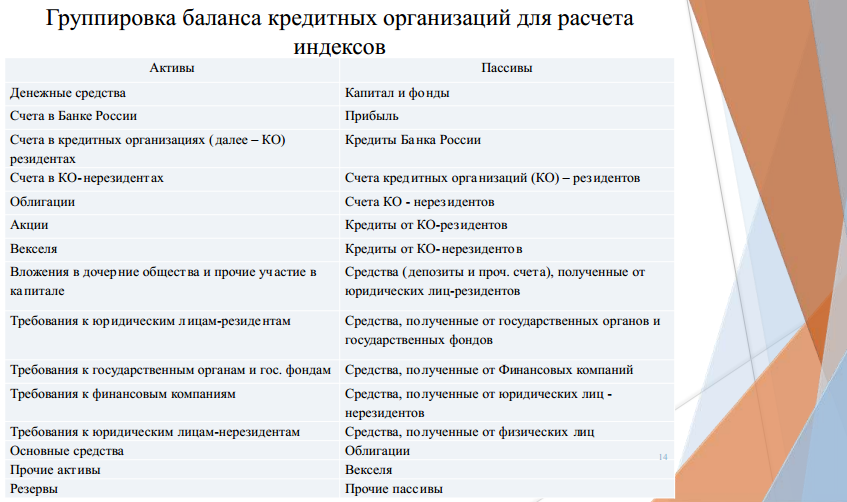 Группировка баланса кредитных организаций для расчета
индексов
Активы Пассивы
Денежные средства Капитал и фонды
Счета в Банке России Прибыль
Счета в кредитных организациях (далее – КО) Кредиты Банка России
резидентах
Счета в КО-нерезидентах Счета кредитных организаций (КО) – резидентов
Облигации Счета КО - нерезидентов
Акции Кредиты от КО-резидентов
Векселя Кредиты от КО-нерезидентов
Вложения в дочерние общества и прочие участие в Средства (депозиты и проч. счета), полученные от
капитале юридических лиц-резидентов
Требования к юридическим лицам-резидентам Средства, полученные от государственных органов и
государственных фондов
Требования к государственным органам и гос. фондам Средства, полученные от Финансовых компаний
Требования к финансовым компаниям Средства, полученные от юридических лиц -
нерезидентов
Требования к юридическим лицам-нерезидентам Средства, полученные от физических лиц
Основные средства Облигации
14
Прочие активы Векселя
Резервы Прочие пассивы